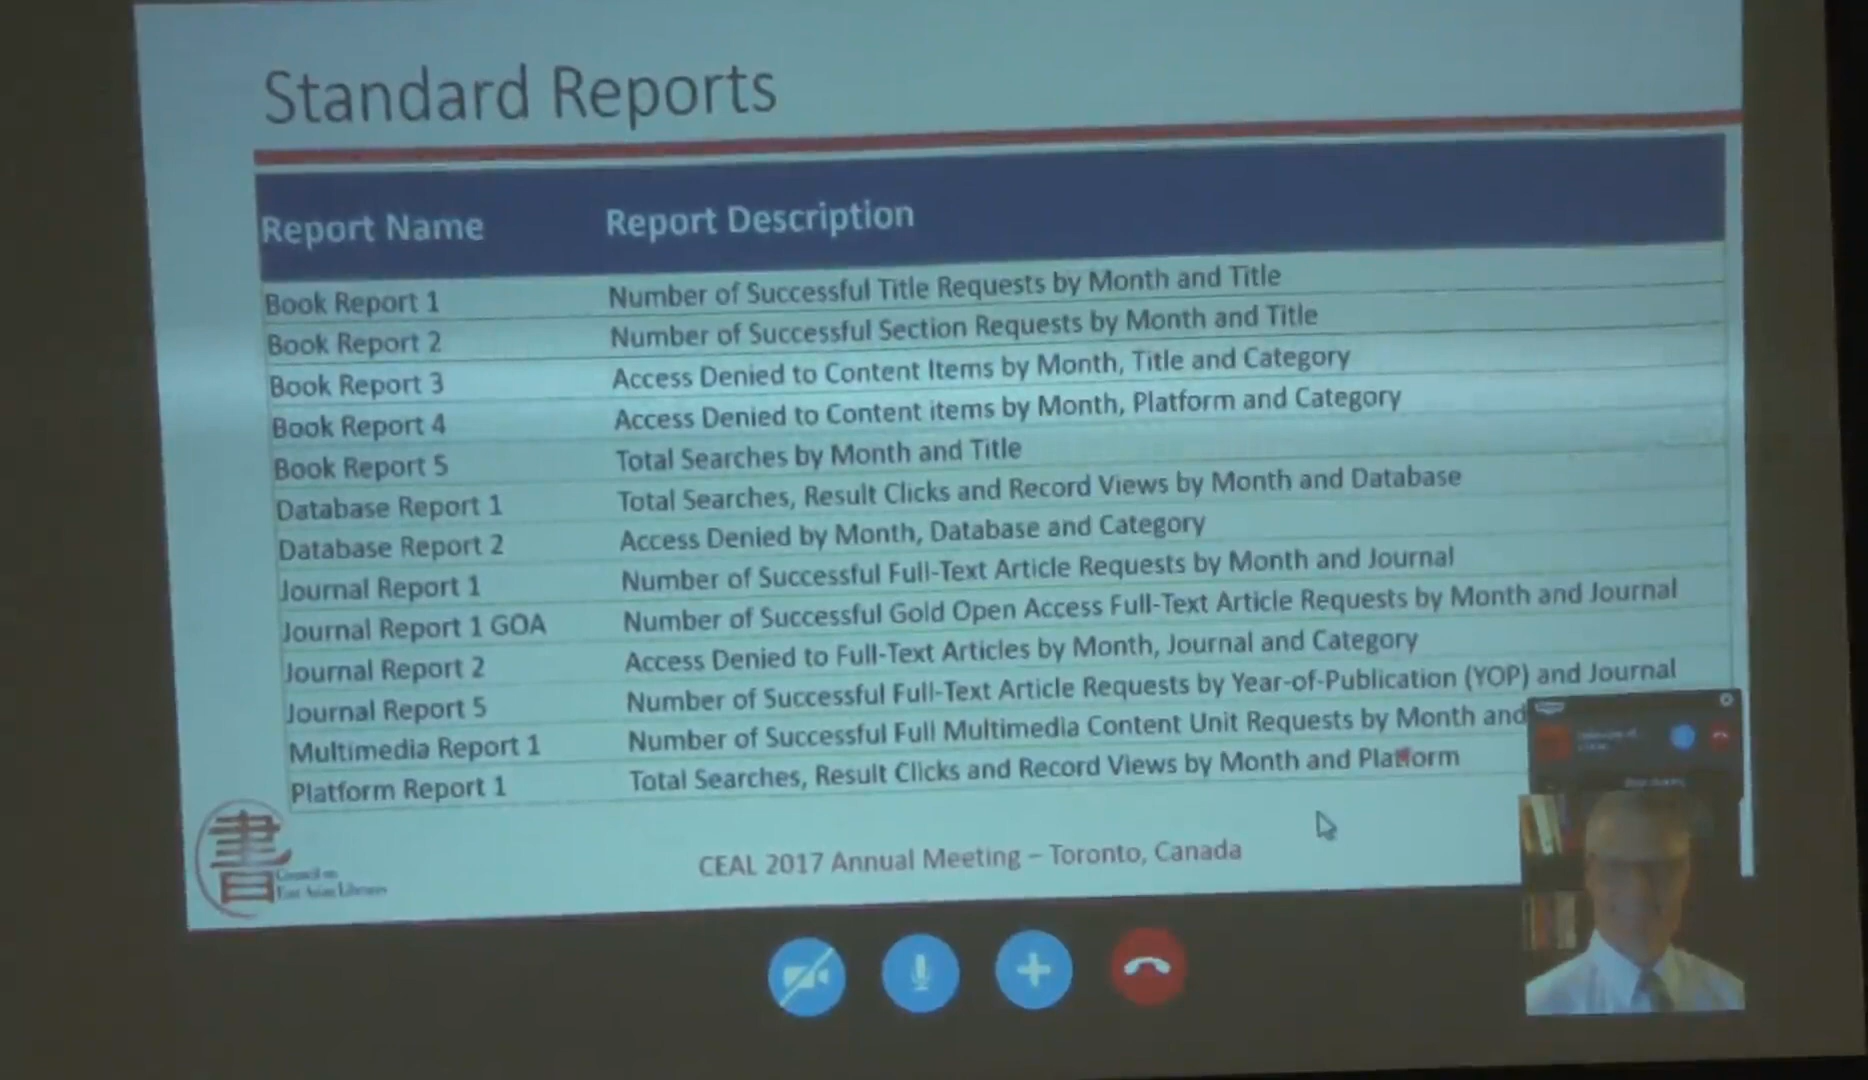 Standard Reports
Report Name Report Description
Book Report 1 Number of Successful Title Requests by Month and Title
Book Report 2 Number of Successful Section Requests by Month and Title
Book Report 3 Access Denied to Content Items by Month, Title and Category
Book Report 4 Access Denied to Content items by Month, Platform and Category
Book Report 5 Total Searches by Month and Title
Database Report 1 Total Searches, Result Clicks and Record Views by Month and Database
Database Report 2 Access Denied by Month, Database and Category
Journal Report 1 Number of Successful Full-Text Article Requests by Month and Journal
Journal Report 1 GOA Number of Successful Gold Open Access Full-Text Article Requests by Month and Journal
Journal Report 2 Access Denied to Full-Text Articles by Month, Journal and Category
Journal Report 5 Number of Successful Full-Text Article Requests by Year-of-Publication (YOP) and Journal
Multimedia Report 1 Number of Successful Full Multimedia Content Unit Requests by Month and
Platform Report 1 Total Searches, Result Clicks and Record Views by Month and Platform
書
Council on
East Asian Libraries
CEAL 2017 Annual Meeting – Toronto, Canada